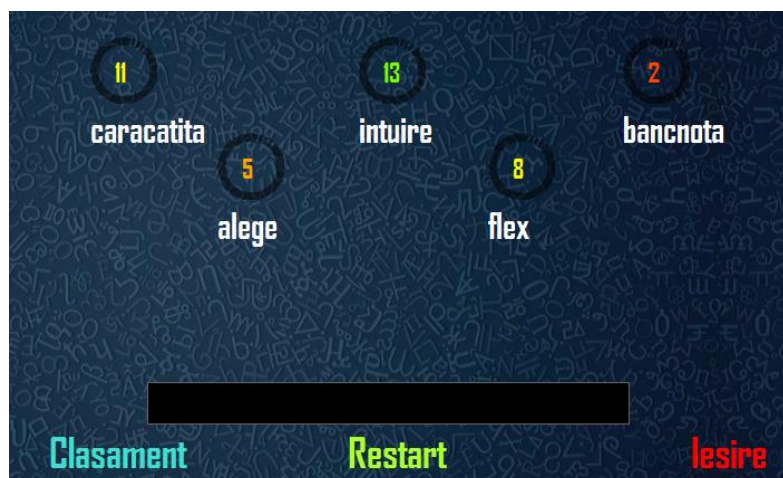 11 13 2
caracatita intuire bancnota
5 8
alege flex
Clasament Restart Iesire